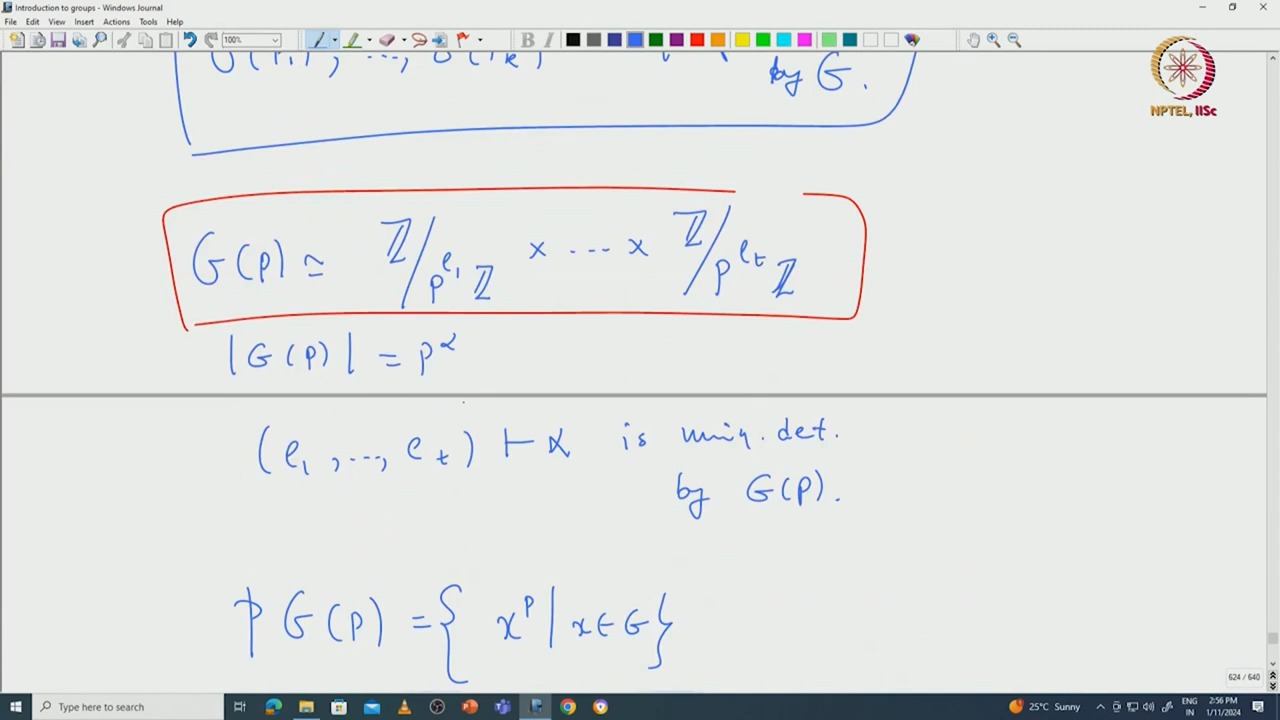 Introduction to groups - Windows Journal
File Edit View Insert Actions Tools Help
100%
B I
NPTEL, IISc
by G.
G(p) ≃ ℤ/p^{e_1}ℤ × ... × ℤ/p^{e_t}ℤ
|G(p)| = p^α
(e_1, ..., e_t) ⊢ α is uniq. det.
by G(p).
p G(p) = { x^p | x ∈ G }
624 / 640
Type here to search
25°C Sunny
ENG
IN
2:56 PM
1/11/2024